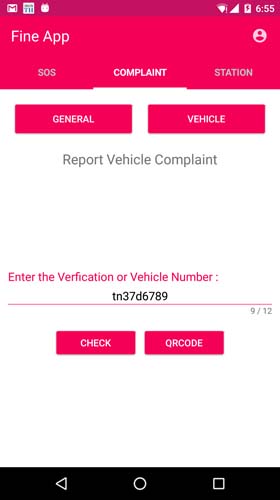 6:55
Fine App
SOS COMPLAINT STATION
GENERAL VEHICLE
Report Vehicle Complaint
Enter the Verfication or Vehicle Number :
tn37d6789
9 / 12
CHECK QRCODE